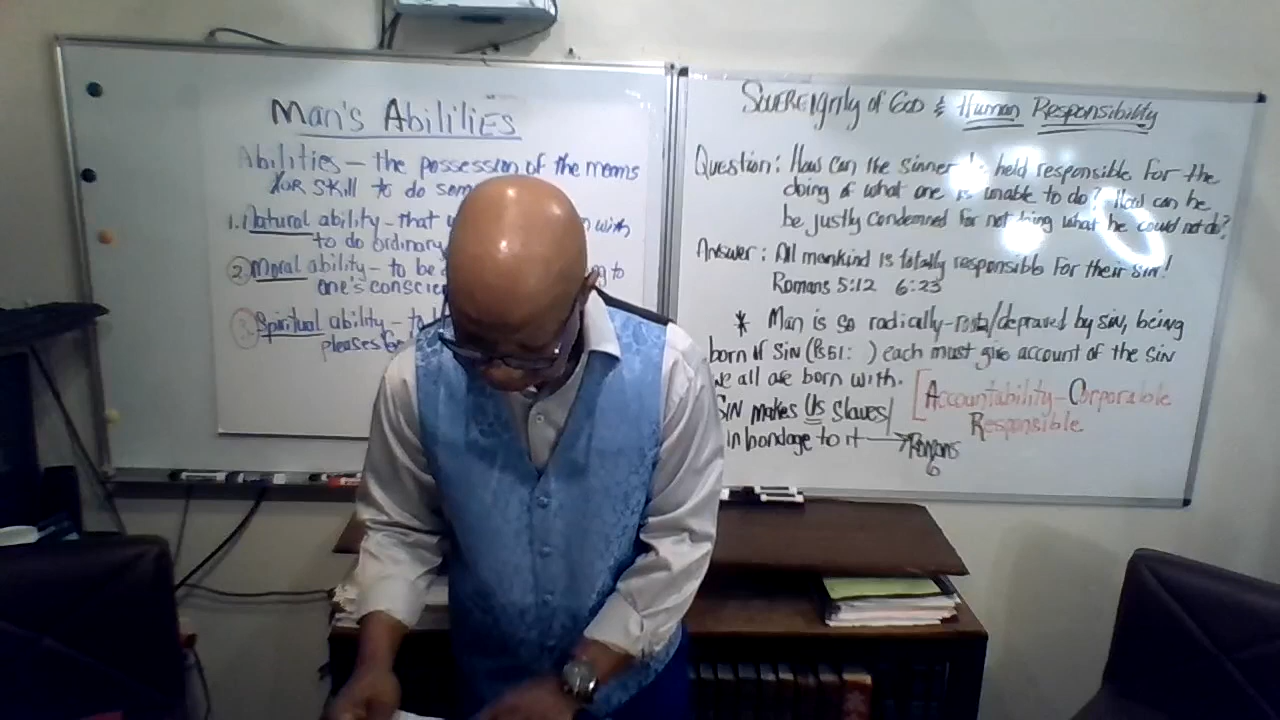 Man's Abililies
Abilities – the possession of the means
/or skill to do som
1. Natural ability – that with
to do ordinary
2 Moral ability – to be to
one's conscie
3. Spiritual ability –
pleases
SOVEREIGNTY of GOD & Human Responsibility
Question: How can the sinner held responsible for the
doing of what one is unable to do? How can he
be justly condemned for not doing what he could not do?
Answer: All mankind is totally responsible for their sin!
Romans 5:12 6:23
* Man is so radically- /depraved by sin, being
born of sin (Ps 51: ) each must give account of the sin
we all are born with.
SIN makes Us slaves/
in bondage to it → Romans
6
[Accountability – Corporable
Responsible